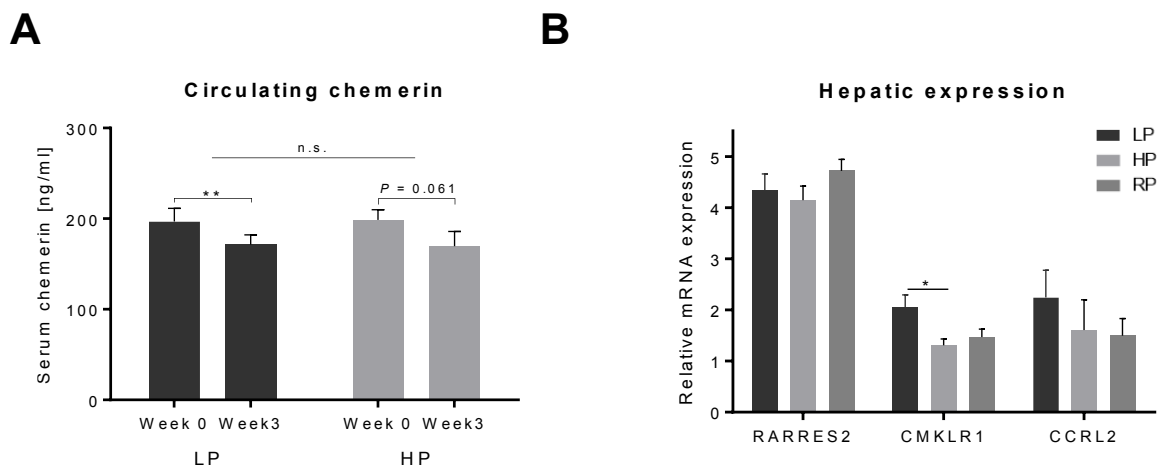 A
Circulating chemerin
Serum chemerin [ng/ml]
300
200
100
0
n.s.
**
P = 0.061
Week 0 Week3 Week 0 Week3
LP HP
B
Hepatic expression
LP
HP
RP
Relative mRNA expression
5
4
3
2
1
0
*
RARRES2 CMKLR1 CCRL2